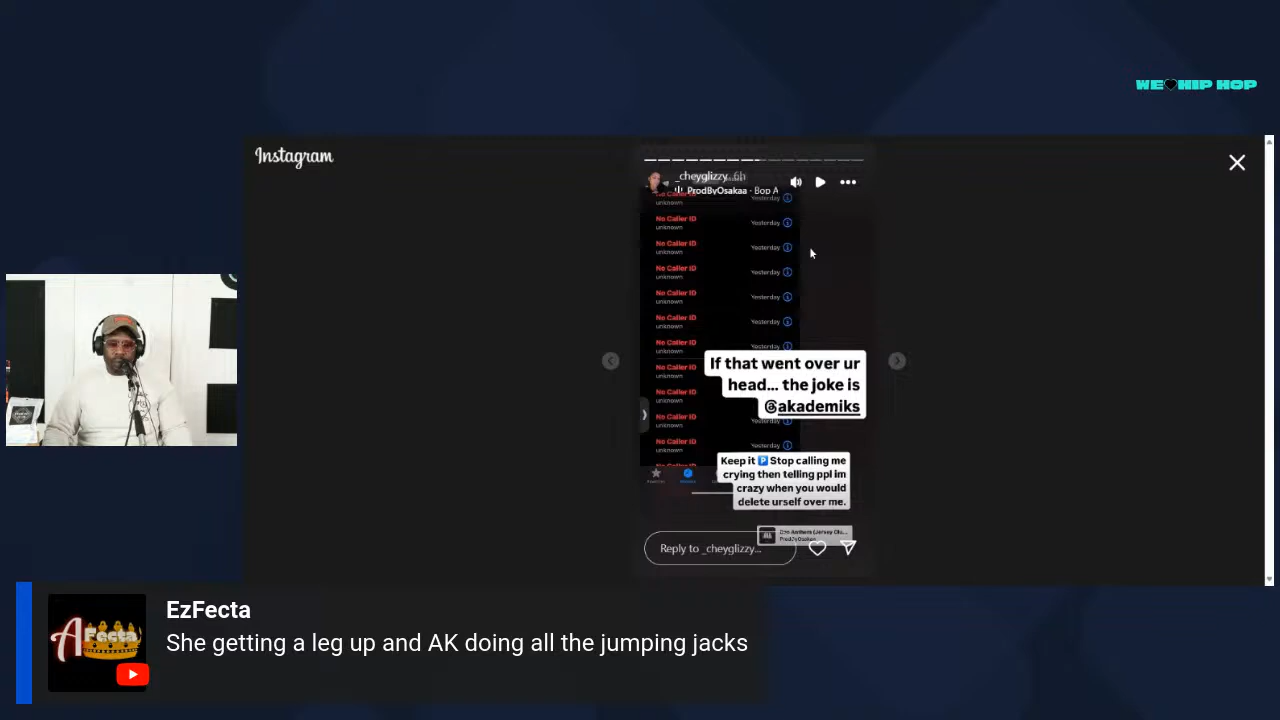 WE HIP HOP
Instagram
_cheyglizzy 6h
ProdByOsakaa · Bop A
Yesterday
No Caller ID
unknown
Yesterday
No Caller ID
unknown
Yesterday
No Caller ID
unknown
Yesterday
No Caller ID
unknown
Yesterday
No Caller ID
unknown
Yesterday
No Caller ID
unknown
Yesterday
No Caller ID
unknown
No Caller ID
unknown
No Caller ID
unknown
Yesterday
No Caller ID
unknown
Yesterday
If that went over ur
head... the joke is
@akademiks
Keep it P Stop calling me
crying then telling ppl im
crazy when you would
delete urself over me.
Reply to _cheyglizzy...
EzFecta
AFecta
She getting a leg up and AK doing all the jumping jacks